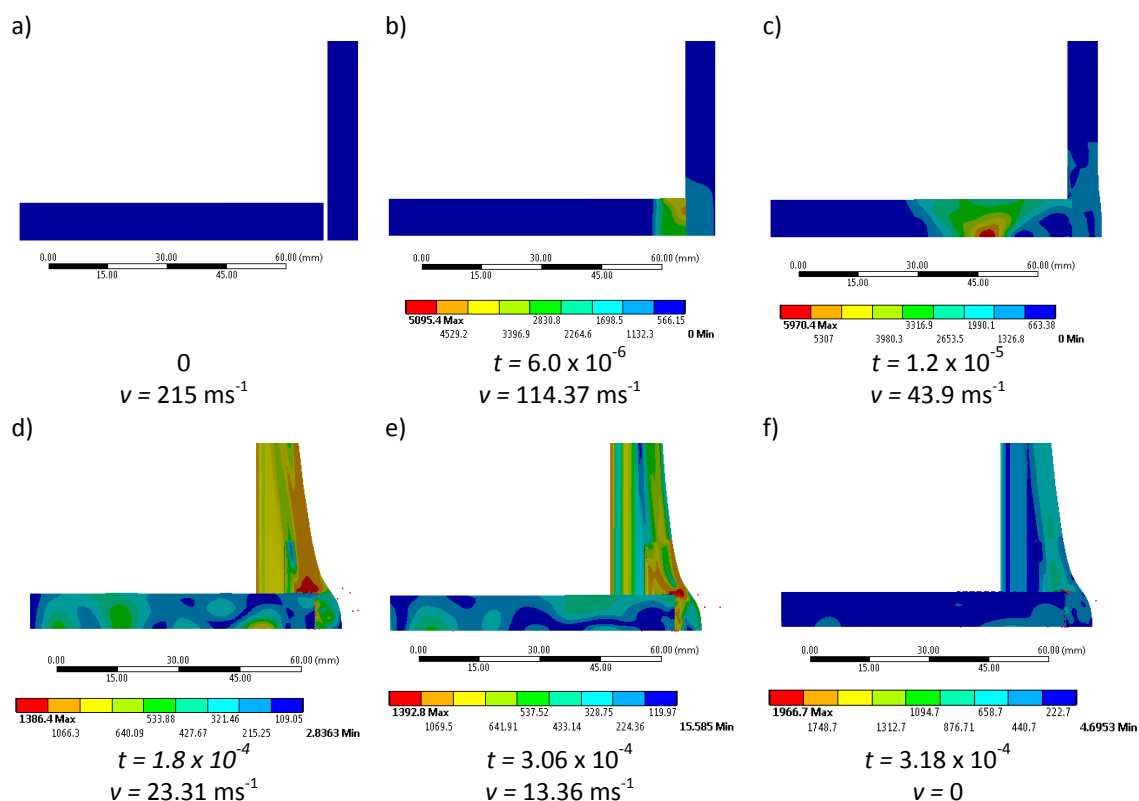 a)
b)
c)
0.00 30.00 60.00 (mm)
15.00 45.00
0.00 30.00 60.00 (mm)
15.00 45.00
0.00 30.00 60.00 (mm)
15.00 45.00
5095.4 Max 2830.8 1698.5 566.15
4529.2 3396.9 2264.6 1132.3 0 Min
5970.4 Max 3316.9 1990.1 663.38
5307 3980.3 2653.5 1326.8 0 Min
0
v = 215 ms⁻¹
t = 6.0 x 10⁻⁶
v = 114.37 ms⁻¹
t = 1.2 x 10⁻⁵
v = 43.9 ms⁻¹
d)
e)
f)
0.00 30.00 60.00 (mm)
15.00 45.00
0.00 30.00 60.00 (mm)
15.00 45.00
0.00 30.00 60.00 (mm)
15.00 45.00
1386.4 Max 533.88 321.46 109.05
1066.3 640.09 427.67 215.25 2.8363 Min
1392.8 Max 537.52 328.75 119.97
1069.5 641.91 433.14 224.36 15.585 Min
1966.7 Max 1094.7 658.7 222.7
1748.7 1312.7 876.71 440.7 4.6953 Min
t = 1.8 x 10⁻⁴
v = 23.31 ms⁻¹
t = 3.06 x 10⁻⁴
v = 13.36 ms⁻¹
t = 3.18 x 10⁻⁴
v = 0